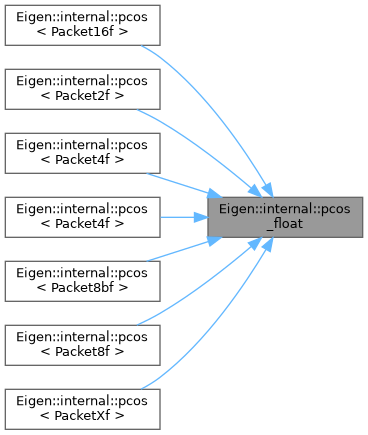 Eigen::internal::pcos
< Packet16f >
Eigen::internal::pcos
< Packet2f >
Eigen::internal::pcos
< Packet4f >
Eigen::internal::pcos
< Packet4f >
Eigen::internal::pcos
< Packet8bf >
Eigen::internal::pcos
< Packet8f >
Eigen::internal::pcos
< PacketXf >
Eigen::internal::pcos
_float